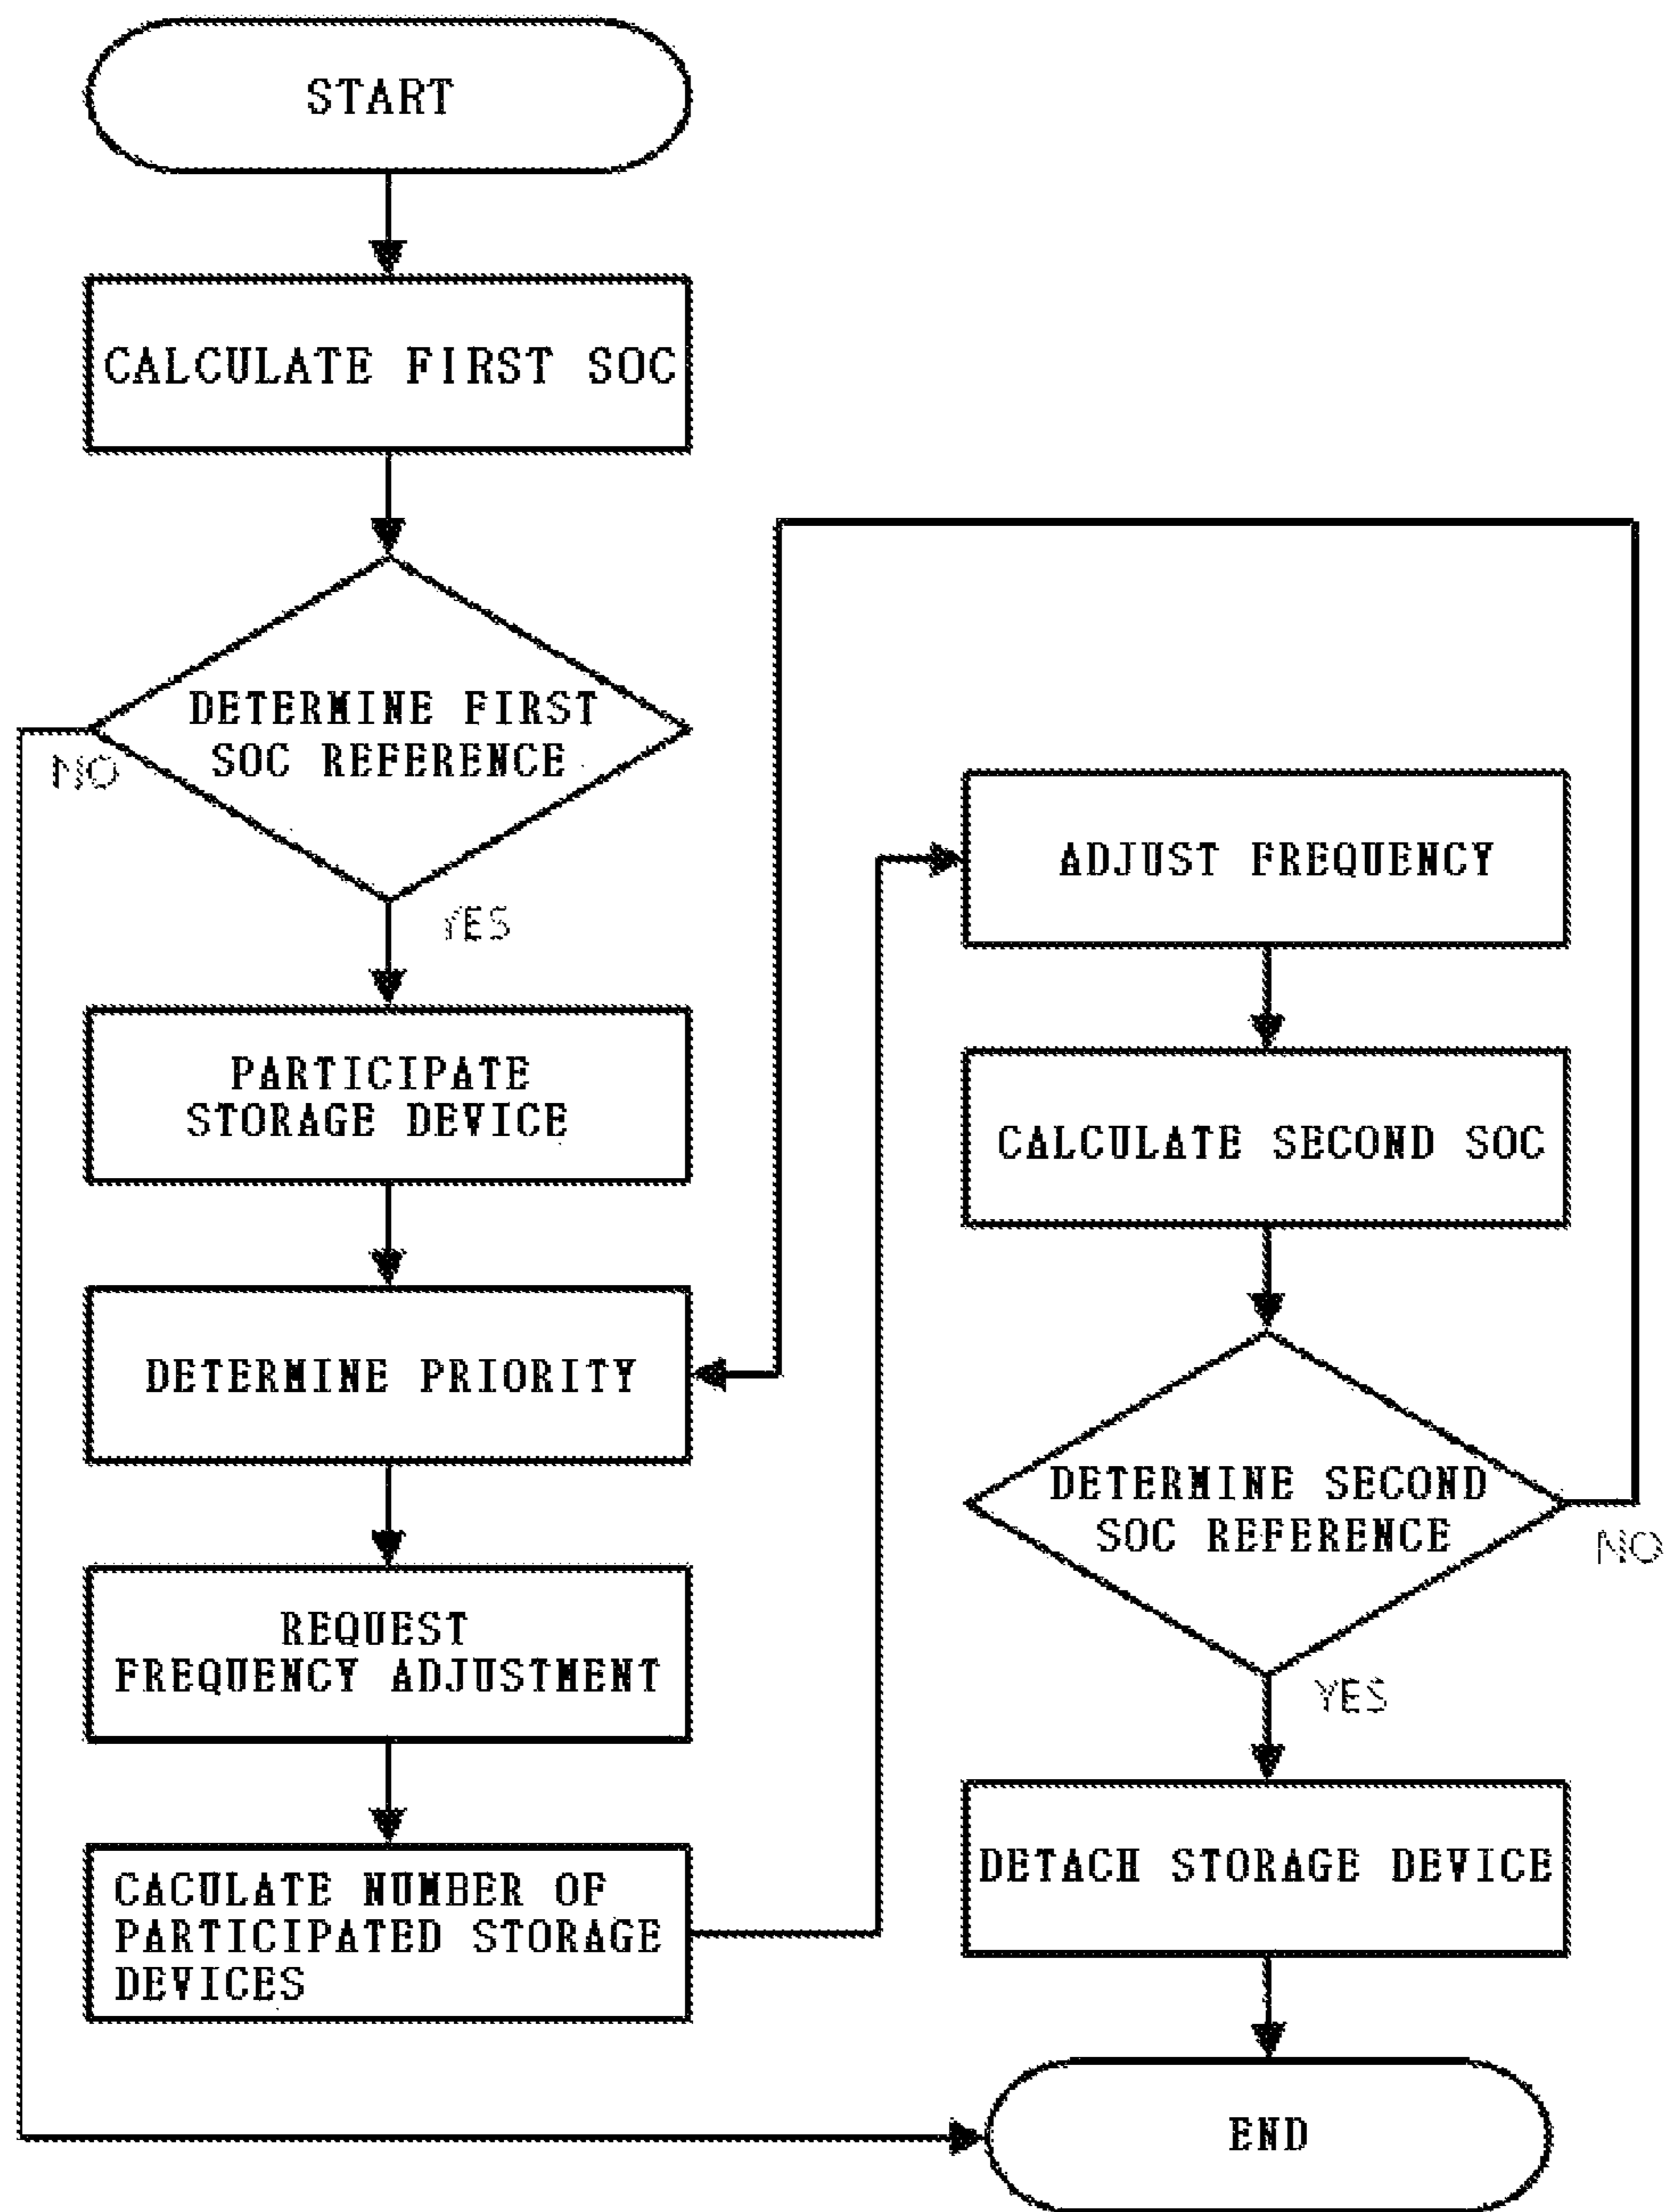 START
CALCULATE FIRST SOC
DETERMINE FIRST
SOC REFERENCE
NO
YES
PARTICIPATE
STORAGE DEVICE
DETERMINE PRIORITY
REQUEST
FREQUENCY ADJUSTMENT
CACULATE NUMBER OF
PARTICIPATED STORAGE
DEVICES
ADJUST FREQUENCY
CALCULATE SECOND SOC
DETERMINE SECOND
SOC REFERENCE
NO
YES
DETACH STORAGE DEVICE
END